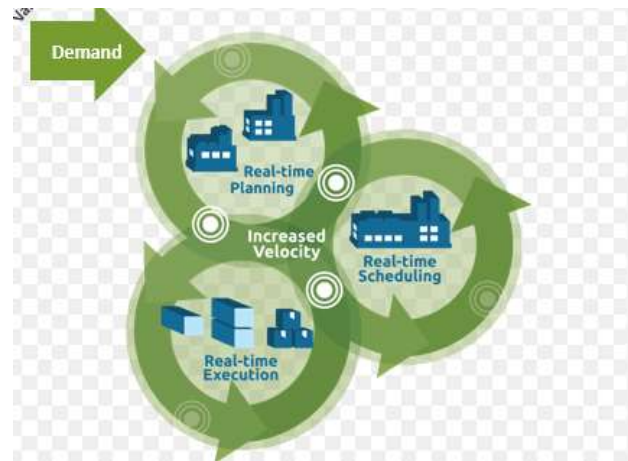 Demand
Real-time
Planning
Increased
Velocity
Real-time
Scheduling
Real-time
Execution